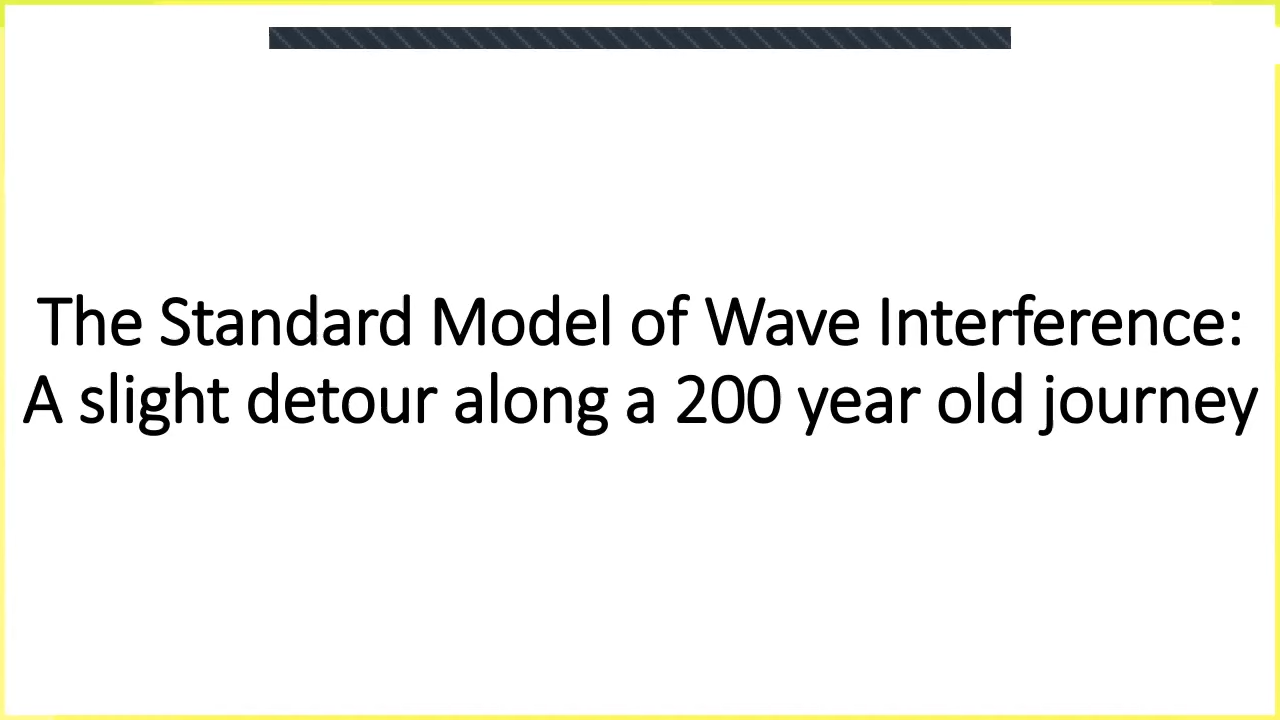 The Standard Model of Wave Interference:
A slight detour along a 200 year old journey